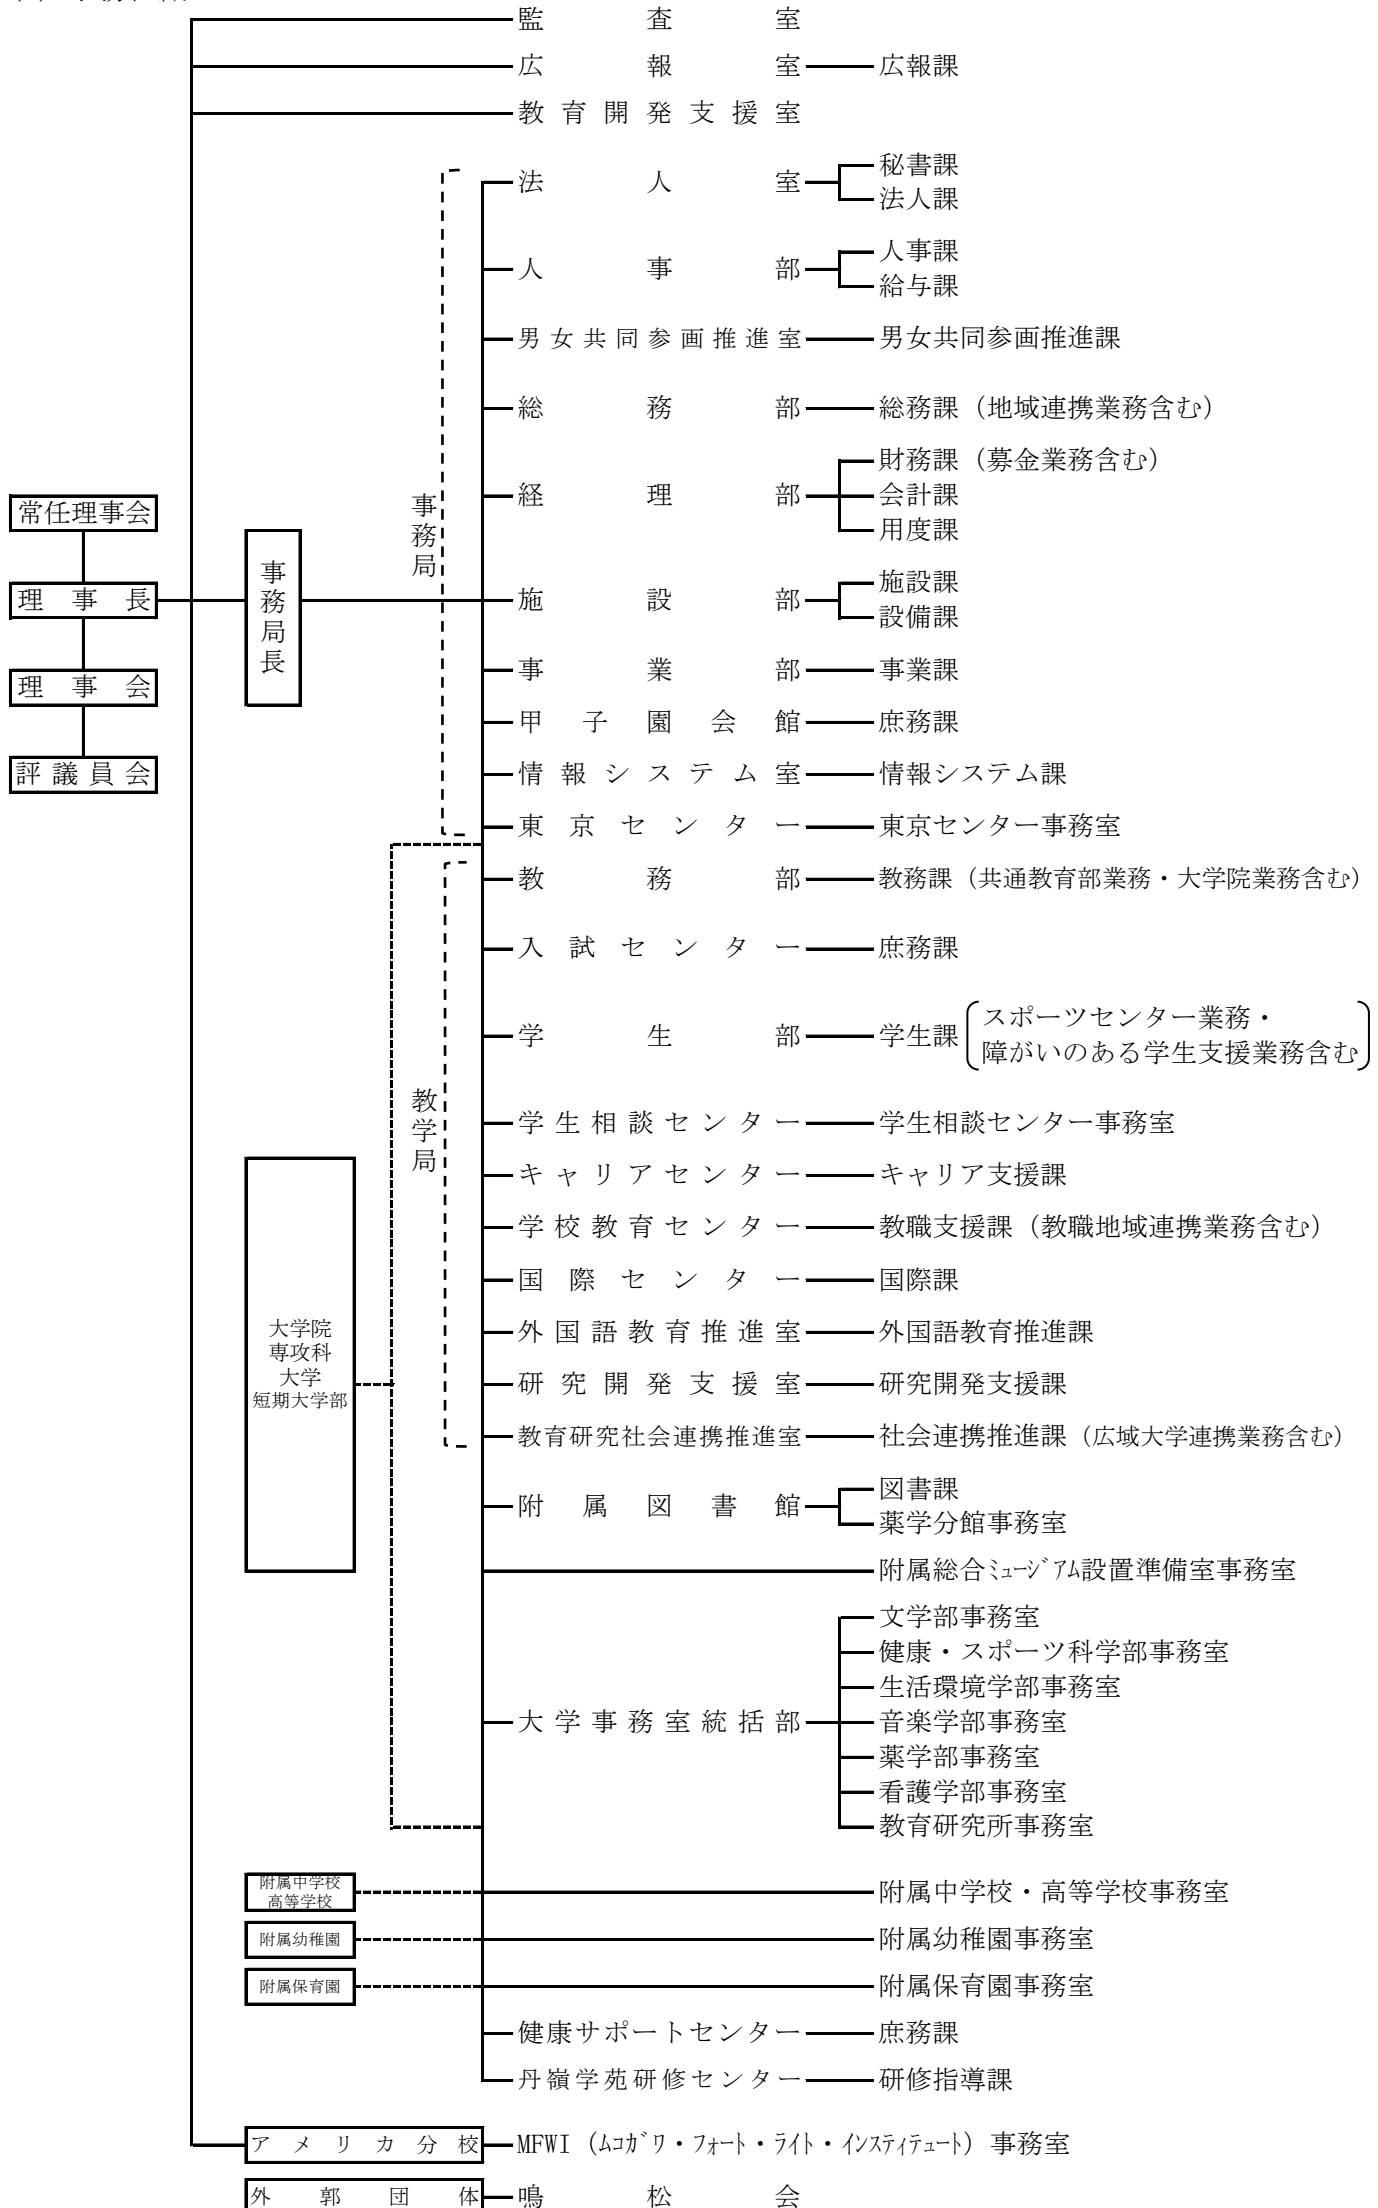 監査室
広報室 広報課
教育開発支援室
法人室 秘書課
法人課
人事部 人事課
給与課
男女共同参画推進室 男女共同参画推進課
総務部 総務課（地域連携業務含む）
経理部 財務課（募金業務含む）
会計課
用度課
事務局
常任理事会
理事長
理事会
評議員会
事務局長
施設部 施設課
設備課
事業部 事業課
甲子園会館 庶務課
情報システム室 情報システム課
東京センター 東京センター事務室
教務部 教務課（共通教育部業務・大学院業務含む）
入試センター 庶務課
学生部 学生課 スポーツセンター業務・
障がいのある学生支援業務含む
教学局
学生相談センター 学生相談センター事務室
キャリアセンター キャリア支援課
学校教育センター 教職支援課（教職地域連携業務含む）
国際センター 国際課
外国語教育推進室 外国語教育推進課
研究開発支援室 研究開発支援課
教育研究社会連携推進室 社会連携推進課（広域大学連携業務含む）
大学院
専攻科
大学
短期大学部
附属図書館 図書課
薬学分館事務室
附属総合ﾐｭｰｼﾞｱﾑ設置準備室事務室
大学事務室統括部 文学部事務室
健康・スポーツ科学部事務室
生活環境学部事務室
音楽学部事務室
薬学部事務室
看護学部事務室
教育研究所事務室
附属中学校
高等学校
附属中学校・高等学校事務室
附属幼稚園 附属幼稚園事務室
附属保育園 附属保育園事務室
健康サポートセンター 庶務課
丹嶺学苑研修センター 研修指導課
アメリカ分校 MFWI（ﾑｺｶﾞﾜ・ﾌｫｰﾄ・ﾗｲﾄ・ｲﾝｽﾃｨﾃｭｰﾄ）事務室
外郭団体 鳴松会